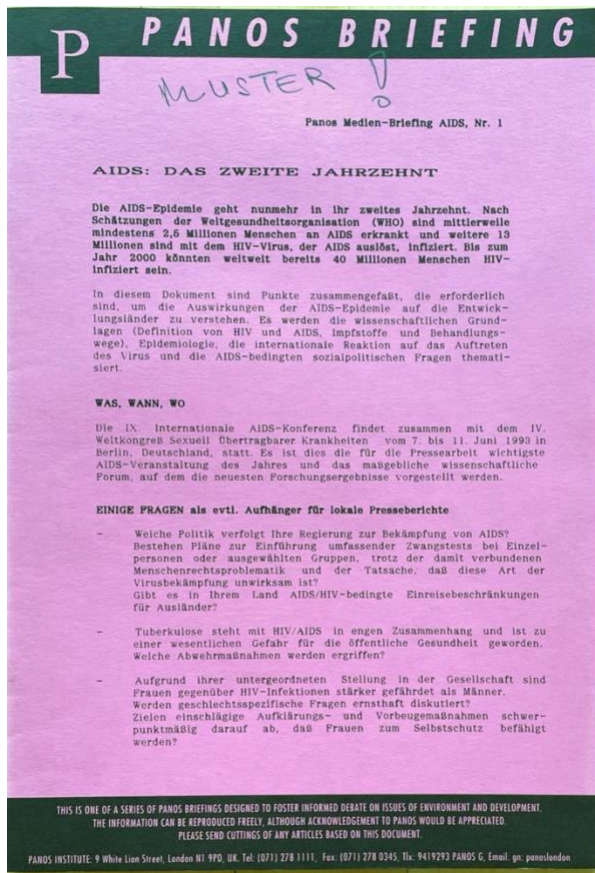 P PANOS BRIEFING
MUSTER!
Panos Medien-Briefing AIDS, Nr. 1
AIDS: DAS ZWEITE JAHRZEHNT
Die AIDS-Epidemie geht nunmehr in ihr zweites Jahrzehnt. Nach
Schätzungen der Weltgesundheitsorganisation (WHO) sind mittlerweile
mindestens 2,5 Millionen Menschen an AIDS erkrankt und weitere 13
Millionen sind mit dem HIV-Virus, der AIDS auslöst, infiziert. Bis zum
Jahr 2000 könnten weltweit bereits 40 Millionen Menschen HIV-
infiziert sein.
In diesem Dokument sind Punkte zusammengefaßt, die erforderlich
sind, um die Auswirkungen der AIDS-Epidemie auf die Entwick-
lungsländer zu verstehen. Es werden die wissenschaftlichen Grund-
lagen (Definition von HIV und AIDS, Impfstoffe und Behandlungs-
wege), Epidemiologie, die internationale Reaktion auf das Auftreten
des Virus und die AIDS-bedingten sozialpolitischen Fragen themati-
siert.
WAS, WANN, WO
Die IX. Internationale AIDS-Konferenz findet zusammen mit dem IV.
Weltkongreß Sexuell Übertragbarer Krankheiten vom 7. bis 11. Juni 1993 in
Berlin, Deutschland, statt. Es ist dies die für die Pressearbeit wichtigste
AIDS-Veranstaltung des Jahres und das maßgebliche wissenschaftliche
Forum, auf dem die neuesten Forschungsergebnisse vorgestellt werden.
EINIGE FRAGEN als evtl. Aufhänger für lokale Presseberichte
- Welche Politik verfolgt Ihre Regierung zur Bekämpfung von AIDS?
Bestehen Pläne zur Einführung umfassender Zwangstests bei Einzel-
personen oder ausgewählten Gruppen, trotz der damit verbundenen
Menschenrechtsproblematik und der Tatsache, daß diese Art der
Virusbekämpfung unwirksam ist?
Gibt es in Ihrem Land AIDS/HIV-bedingte Einreisebeschränkungen
für Ausländer?
- Tuberkulose steht mit HIV/AIDS in engen Zusammenhang und ist zu
einer wesentlichen Gefahr für die öffentliche Gesundheit geworden.
Welche Abwehrmaßnahmen werden ergriffen?
- Aufgrund ihrer untergeordneten Stellung in der Gesellschaft sind
Frauen gegenüber HIV-Infektionen stärker gefährdet als Männer.
Werden geschlechtsspezifische Fragen ernsthaft diskutiert?
Zielen einschlägige Aufklärungs- und Vorbeugemaßnahmen schwer-
punktmäßig darauf ab, daß Frauen zum Selbstschutz befähigt
werden?
THIS IS ONE OF A SERIES OF PANOS BRIEFINGS DESIGNED TO FOSTER INFORMED DEBATE ON ISSUES OF ENVIRONMENT AND DEVELOPMENT.
THE INFORMATION CAN BE REPRODUCED FREELY, ALTHOUGH ACKNOWLEDGEMENT TO PANOS WOULD BE APPRECIATED.
PLEASE SEND CUTTINGS OF ANY ARTICLES BASED ON THIS DOCUMENT.
PANOS INSTITUTE: 9 White Lion Street, London N1 9PD, UK. Tel: (071) 278 1111, Fax: (071) 278 0345, Tlx: 9419293 PANOS G, Email. gn: panoslondon